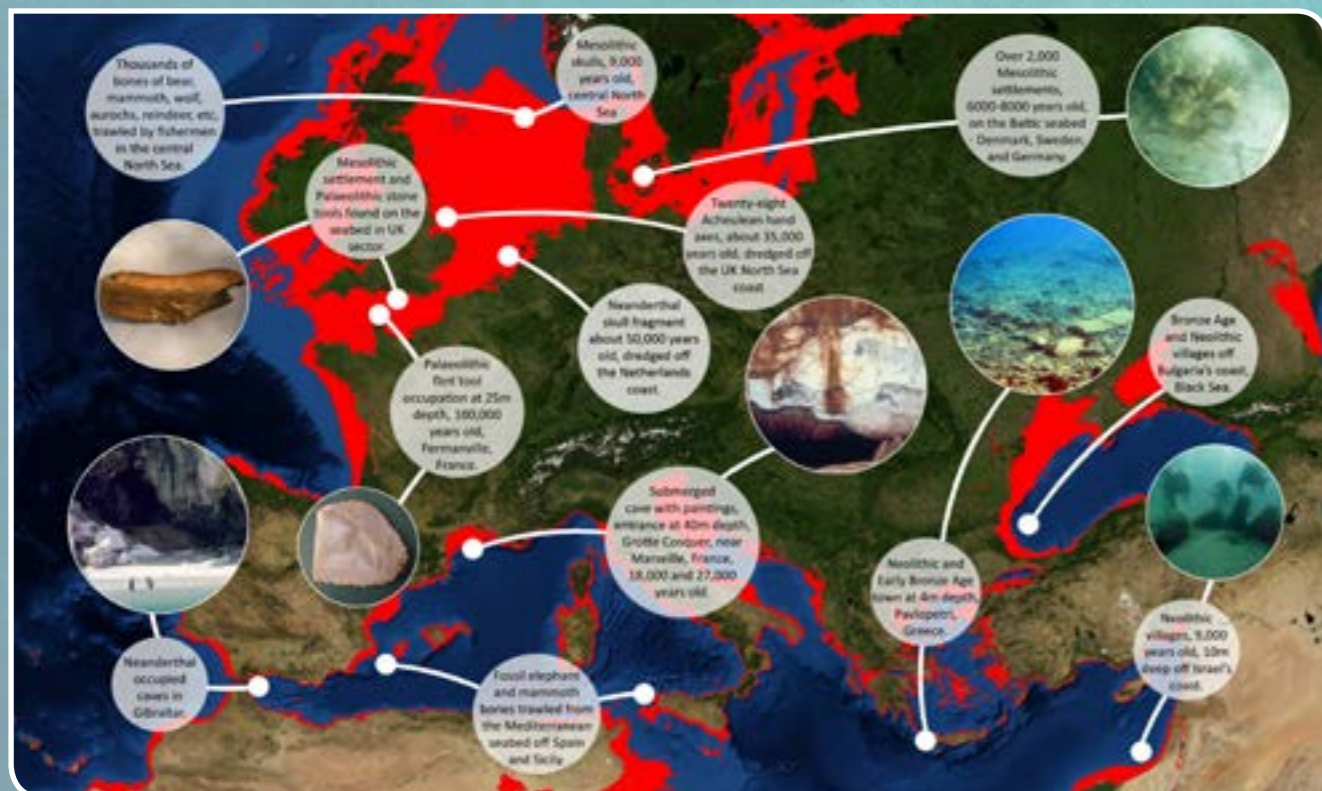 Thousands of
bones of bear,
mammoth, wolf,
aurochs, reindeer, etc,
trawled by fishermen
in the central
North Sea.
Mesolithic
skulls, 9,000
years old,
central North
Sea
Over 2,000
Mesolithic
settlements,
6000-8000 years old,
on the Baltic seabed
Denmark, Sweden,
and Germany
Mesolithic
settlement and
Palaeolithic stone
tools found on the
seabed in UK
sector.
Twenty-eight
Acheulean hand
axes, about 35,000
years old, dredged off
the UK North Sea
coast
Neanderthal
skull fragment
about 50,000 years
old, dredged off
the Netherlands
coast.
Bronze Age
and Neolithic
villages off
Bulgaria's coast,
Black Sea.
Palaeolithic
flint tool
occupation at 25m
depth, 100,000
years old,
Fermanville,
France.
Submerged
cave with paintings,
entrance at 40m depth,
Grotte Cosquer, near
Marseille, France,
18,000 and 27,000
years old.
Neolithic and
Early Bronze Age
town at 4m depth,
Pavlopetri,
Greece.
Neolithic
villages, 9,000
years old, 10m
deep off Israel's
coast.
Neanderthal
occupied
caves in
Gibraltar.
Fossil elephant
and mammoth
bones trawled from
the Mediterranean
seabed off Spain
and Sicily